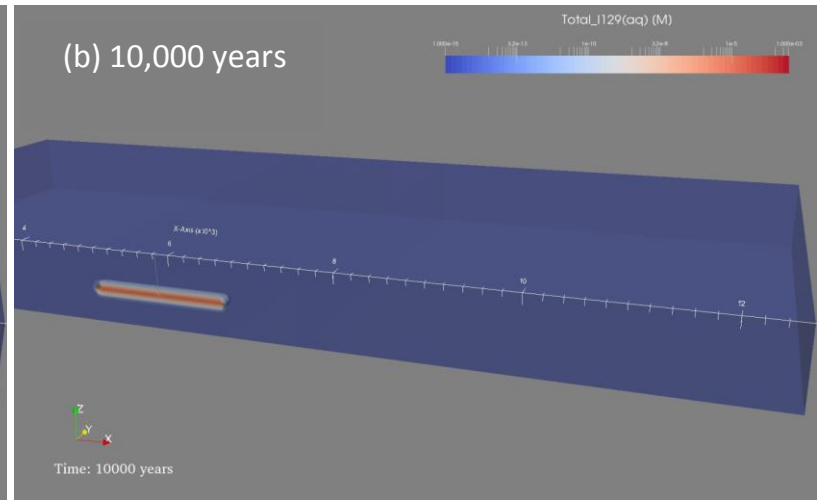 Total_I129(aq) (M)
(b) 10,000 years
1.000e-15 3.2e-13 1e-10 3.2e-8 1e-5 1.000e-03
X-Axis (x10^3)
4 6 8 10 12
Z
Y
X
Time: 10000 years